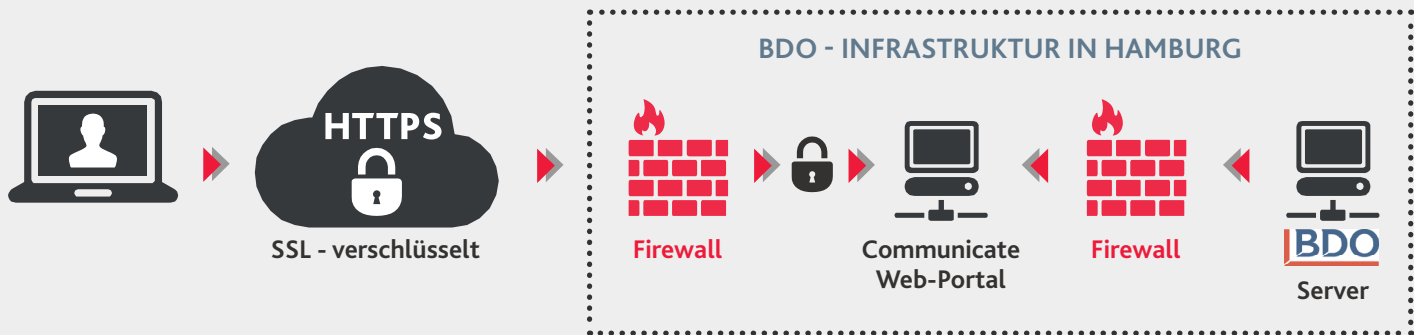 BDO - INFRASTRUKTUR IN HAMBURG
HTTPS
SSL - verschlüsselt
Firewall
Communicate
Web-Portal
Firewall
BDO
Server